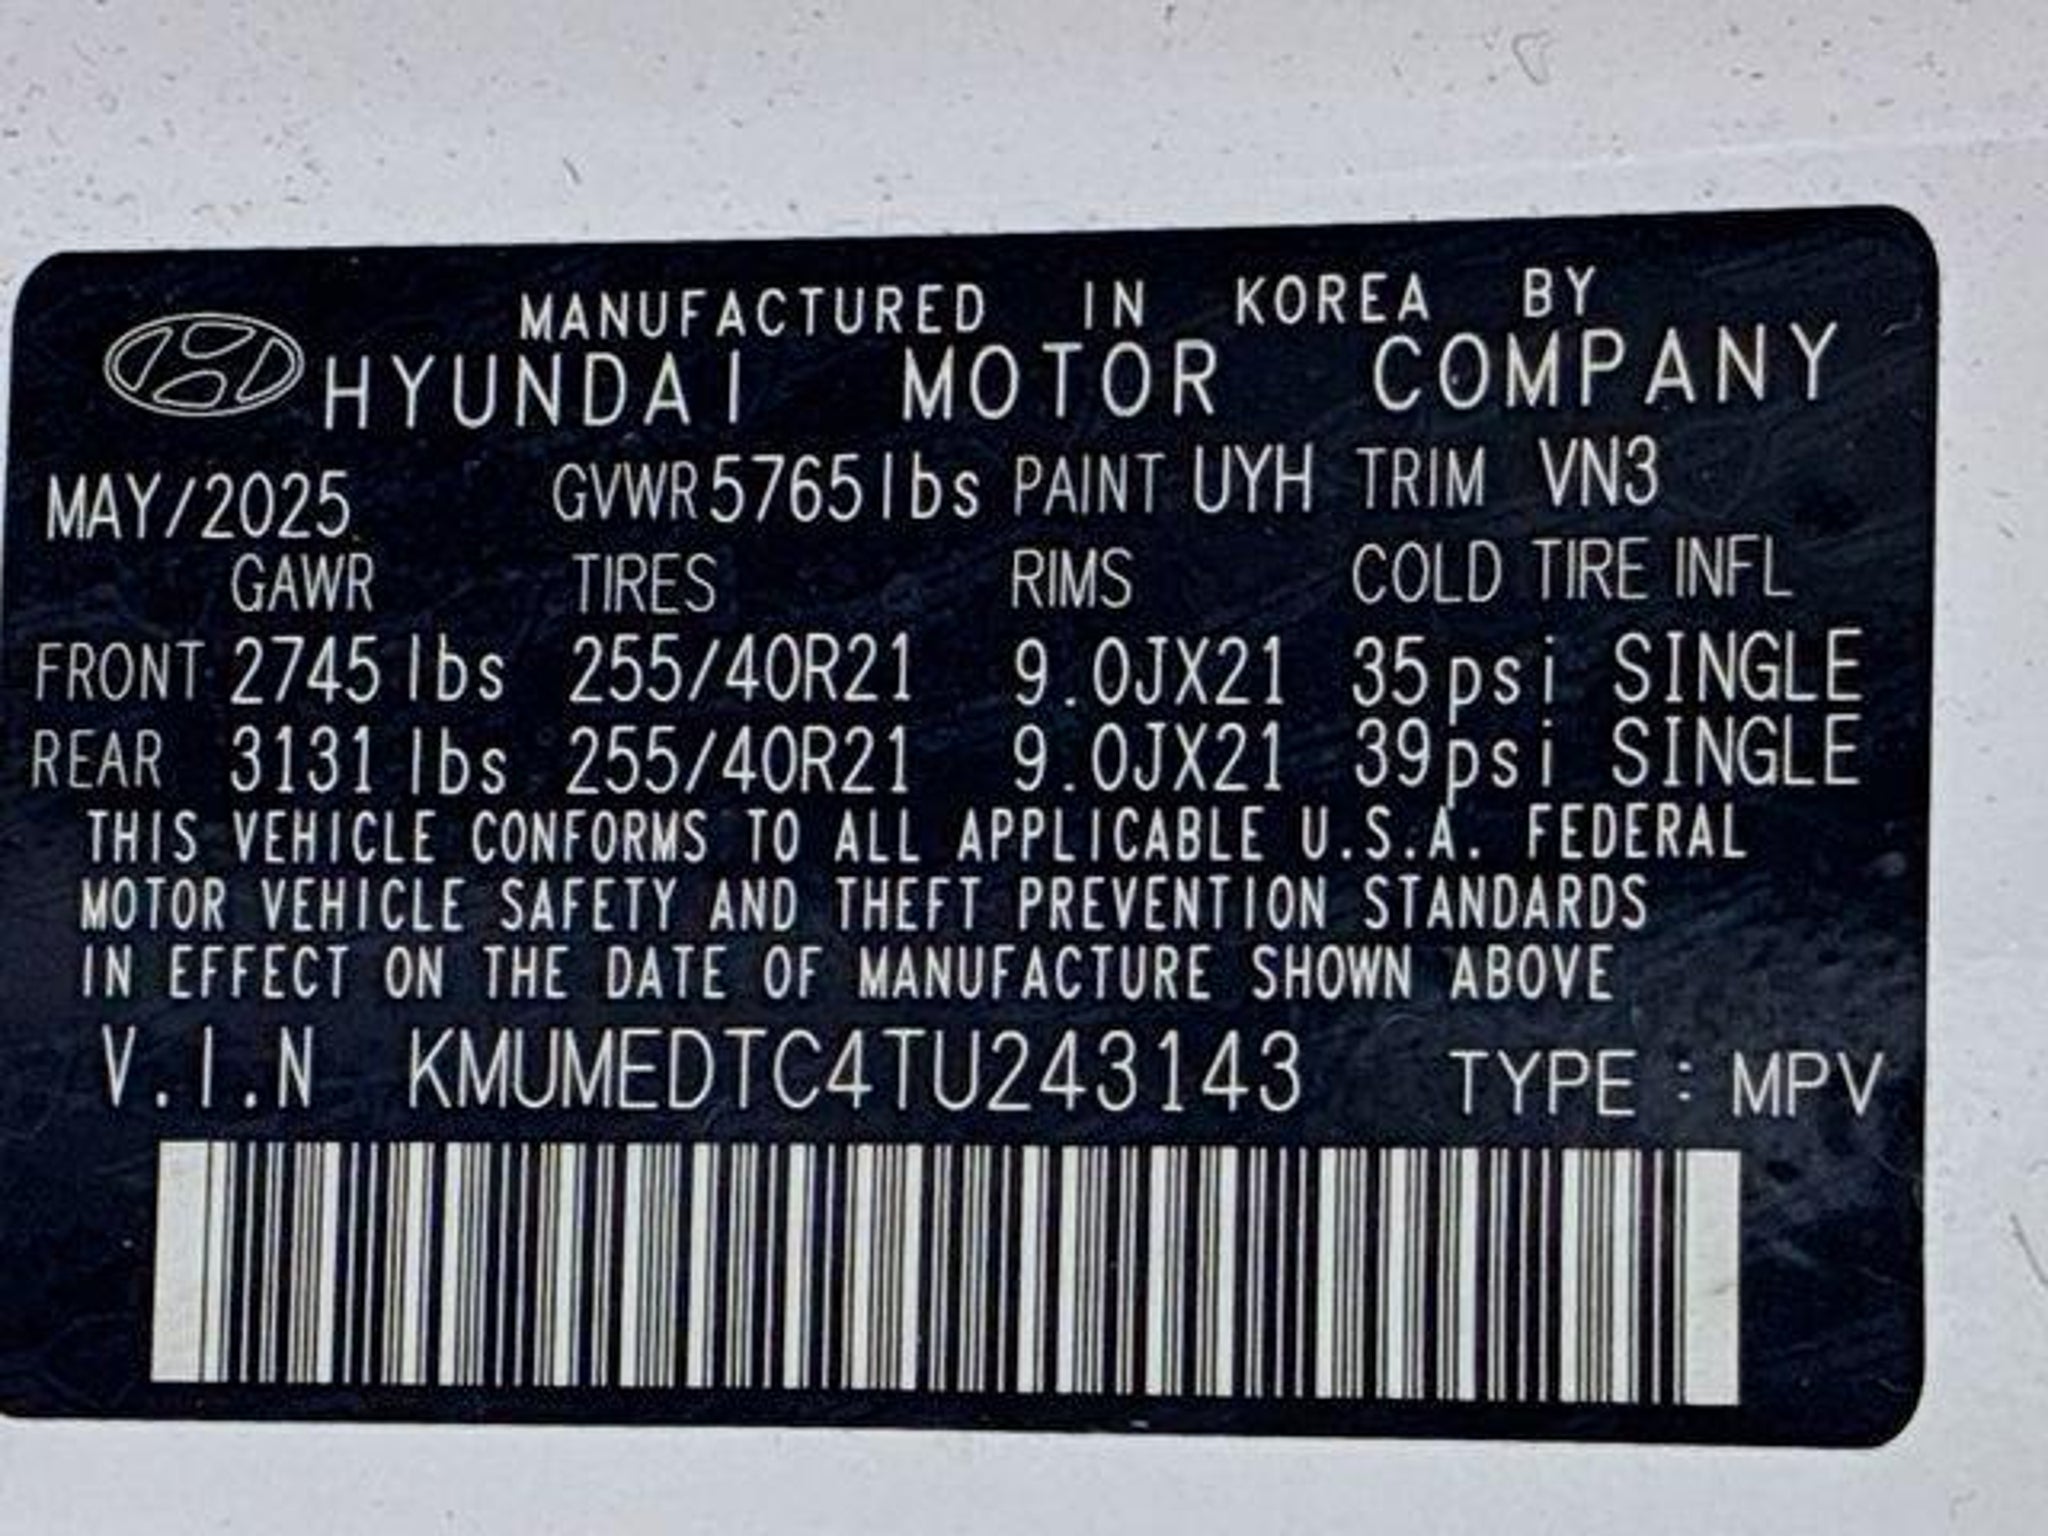 MANUFACTURED IN KOREA BY
HYUNDAI MOTOR COMPANY
MAY/2025 GVWR 5765lbs PAINT UYH TRIM VN3
GAWR TIRES RIMS COLD TIRE INFL
FRONT 2745lbs 255/40R21 9.0JX21 35psi SINGLE
REAR 3131lbs 255/40R21 9.0JX21 39psi SINGLE
THIS VEHICLE CONFORMS TO ALL APPLICABLE U.S.A. FEDERAL
MOTOR VEHICLE SAFETY AND THEFT PREVENTION STANDARDS
IN EFFECT ON THE DATE OF MANUFACTURE SHOWN ABOVE
V.I.N KMUMEDTC4TU243143 TYPE : MPV